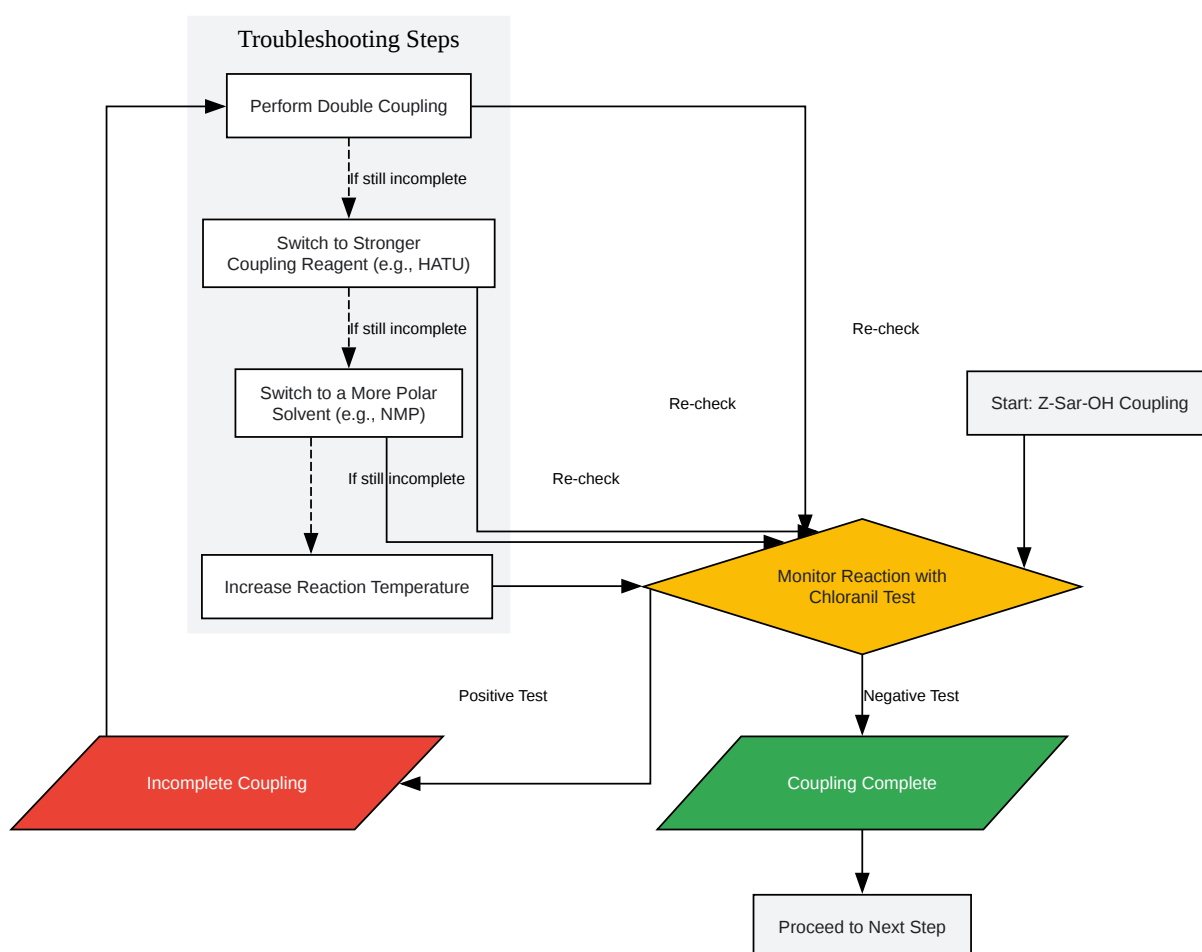 Troubleshooting Steps
Perform Double Coupling
If still incomplete
Switch to Stronger
Coupling Reagent (e.g., HATU)
If still incomplete
Re-check
Switch to a More Polar
Solvent (e.g., NMP)
Re-check
Start: Z-Sar-OH Coupling
If still incomplete
Re-check
Increase Reaction Temperature
Monitor Reaction with
Chloranil Test
Positive Test
Negative Test
Incomplete Coupling
Coupling Complete
Proceed to Next Step